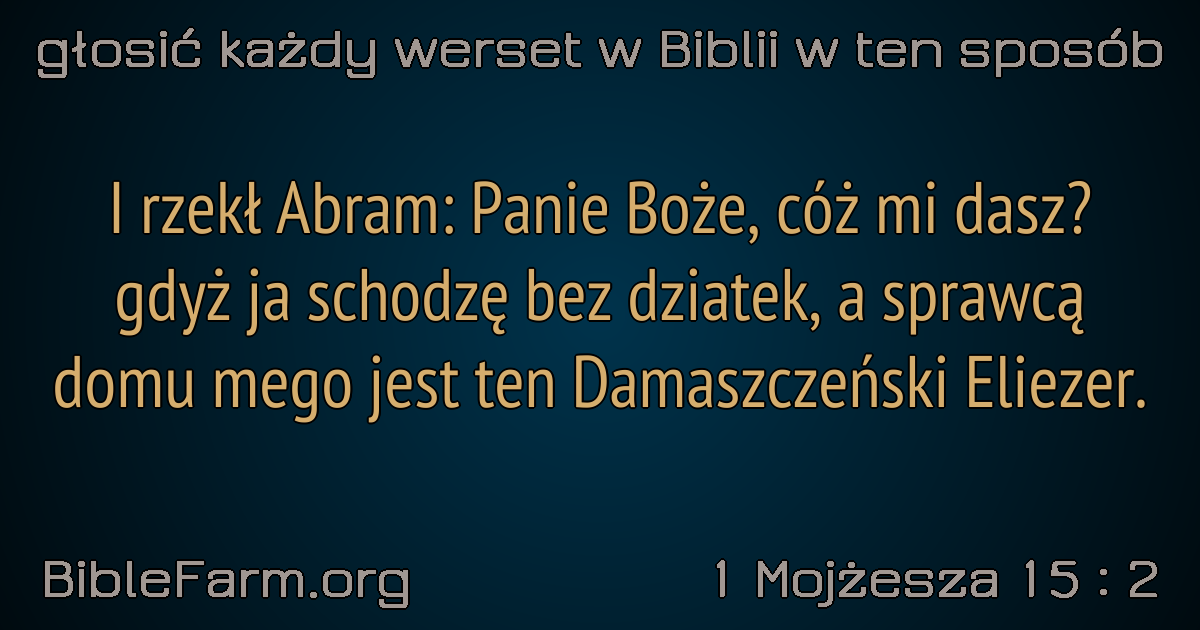 głosić każdy werset w Biblii w ten sposób
I rzekł Abram: Panie Boże, cóż mi dasz?
gdyż ja schodzę bez dziatek, a sprawcą
domu mego jest ten Damaszczeński Eliezer.
BibleFarm.org
1 Mojżesza 15 : 2